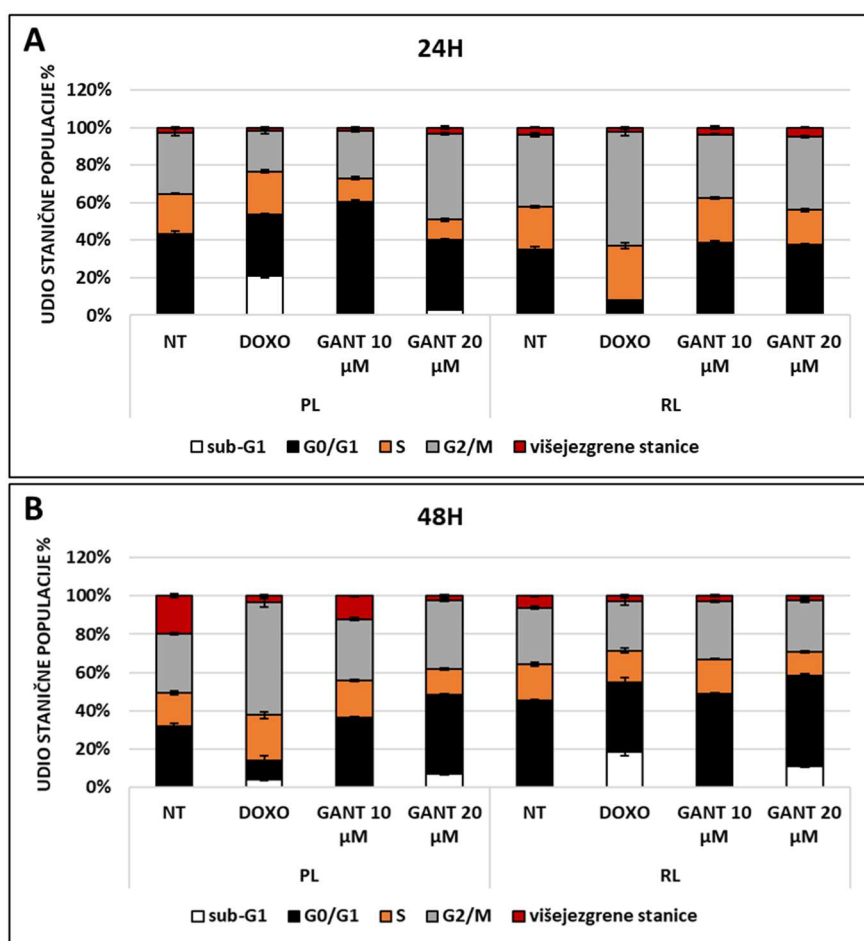 A
24H
UDIO STANIČNE POPULACIJE %
120%
100%
80%
60%
40%
20%
0%
NT DOXO GANT 10 GANT 20 NT DOXO GANT 10 GANT 20
µM µM µM µM
PL RL
sub-G1 G0/G1 S G2/M višejezgrene stanice
B
48H
UDIO STANIČNE POPULACIJE %
120%
100%
80%
60%
40%
20%
0%
NT DOXO GANT 10 GANT 20 NT DOXO GANT 10 GANT 20
µM µM µM µM
PL RL
sub-G1 G0/G1 S G2/M višejezgrene stanice